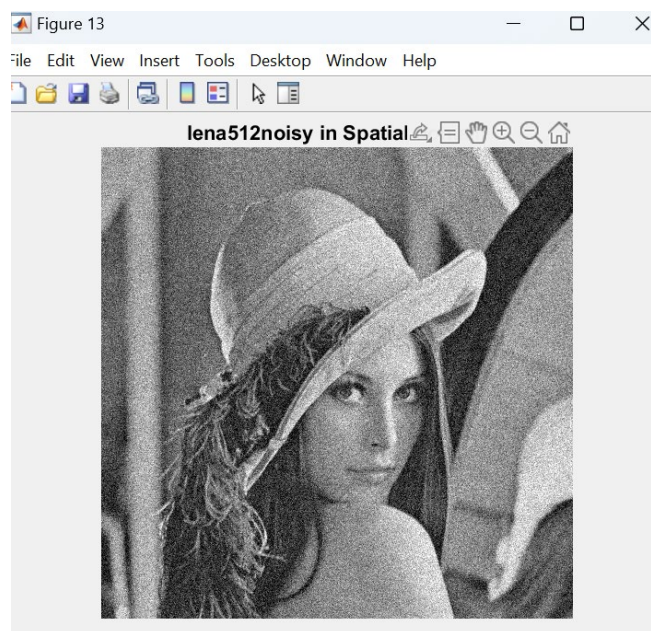 Figure 13
File Edit View Insert Tools Desktop Window Help
lena512noisy in Spatial